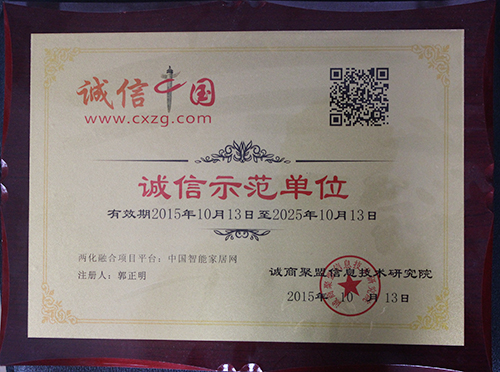 诚信中国
www.cxzg.com
诚信示范单位
有效期2015年10月13日至2025年10月13日
两化融合项目平台：中国智能家居网
注册人：郭正明
诚商聚盟信息技术研究院
2015年 10 月 13日